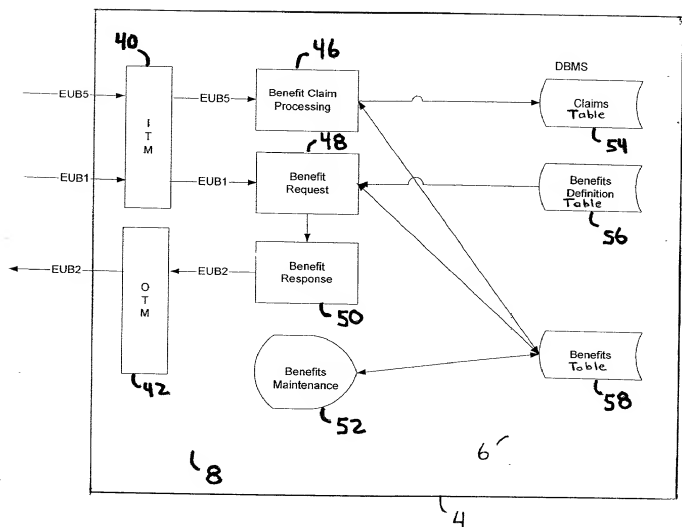 40
46
DBMS
EUB5
EUB5
Benefit Claim
Processing
Claims
Table
54
I
T
M
48
EUB1
EUB1
Benefit
Request
Benefits
Definition
Table
56
EUB2
EUB2
Benefit
Response
50
O
T
M
42
Benefits
Maintenance
52
Benefits
Table
58
6
8
4